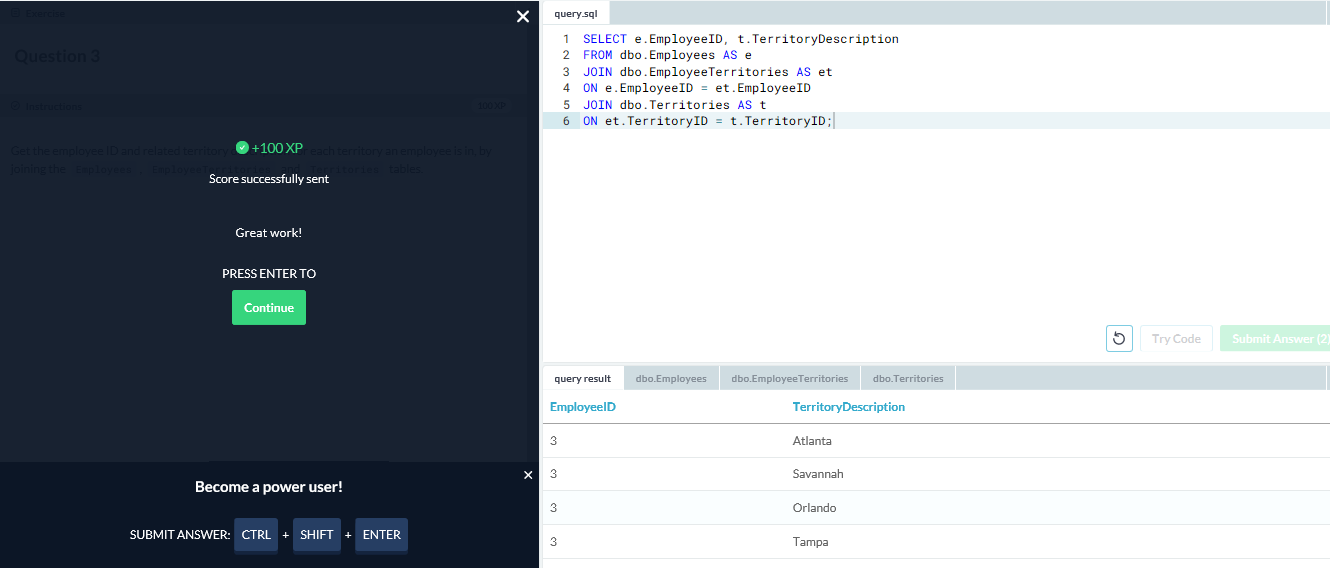 Exercise
Question 3
Instructions
100 XP
Get the employee ID and related territory each territory an employee is in, by
joining the Employees, EmployeeTerritories and Territories tables.
+100 XP
Score successfully sent
Great work!
PRESS ENTER TO
Continue
Become a power user!
SUBMIT ANSWER: CTRL + SHIFT + ENTER
query.sql
1 SELECT e.EmployeeID, t.TerritoryDescription
2 FROM dbo.Employees AS e
3 JOIN dbo.EmployeeTerritories AS et
4 ON e.EmployeeID = et.EmployeeID
5 JOIN dbo.Territories AS t
6 ON et.TerritoryID = t.TerritoryID;
Try Code
Submit Answer (2)
query result dbo.Employees dbo.EmployeeTerritories dbo.Territories
EmployeeID TerritoryDescription
3 Atlanta
3 Savannah
3 Orlando
3 Tampa